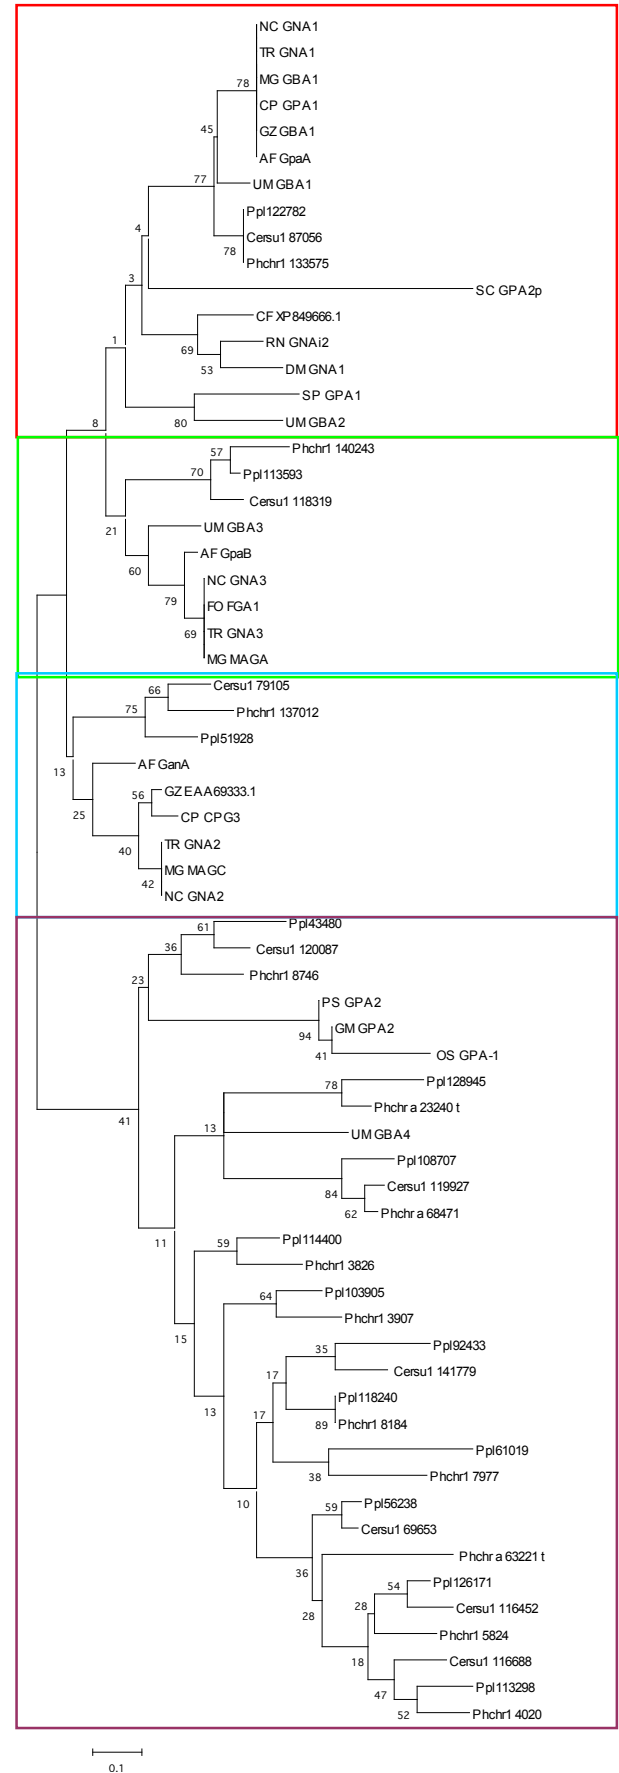 NC GNA1
TR GNA1
78
MG GBA1
CP GPA1
45
GZ GBA1
AF GpaA
77
UM GBA1
Ppl122782
4
Cersu1 87056
78
Phchr1 133575
3
SC GPA2p
CF XP849666.1
RN GNAi2
69
53
DM GNA1
1
SP GPA1
8
80
UM GBA2
57
Phchr1 140243
70
Ppl113593
Cersu1 118319
21
UM GBA3
AF GpaB
60
NC GNA3
79
FO FGA1
69
TR GNA3
MG MAGA
66
Cersu1 79105
75
Phchr1 137012
Ppl51928
13
AF GanA
56
GZ EAA69333.1
25
CP CPG3
40
TR GNA2
MG MAGC
42
NC GNA2
61
Ppl43480
36
Cersu1 120087
23
Phchr1 8746
PS GPA2
94
GM GPA2
41
OS GPA-1
78
Ppl128945
41
Phchr a 23240 t
13
UM GBA4
Ppl108707
84
Cersu1 119927
62
Phchr a 68471
11
59
Ppl114400
Phchr1 3826
64
Ppl103905
15
Phchr1 3907
35
Ppl92433
17
Cersu1 141779
13
17
Ppl118240
89
Phchr1 8184
Ppl61019
38
Phchr1 7977
10
59
Ppl56238
Cersu1 69653
36
Phchr a 63221 t
54
Ppl126171
28
28
Cersu1 116452
Phchr1 5824
18
Cersu1 116688
47
Ppl113298
52
Phchr1 4020
0.1